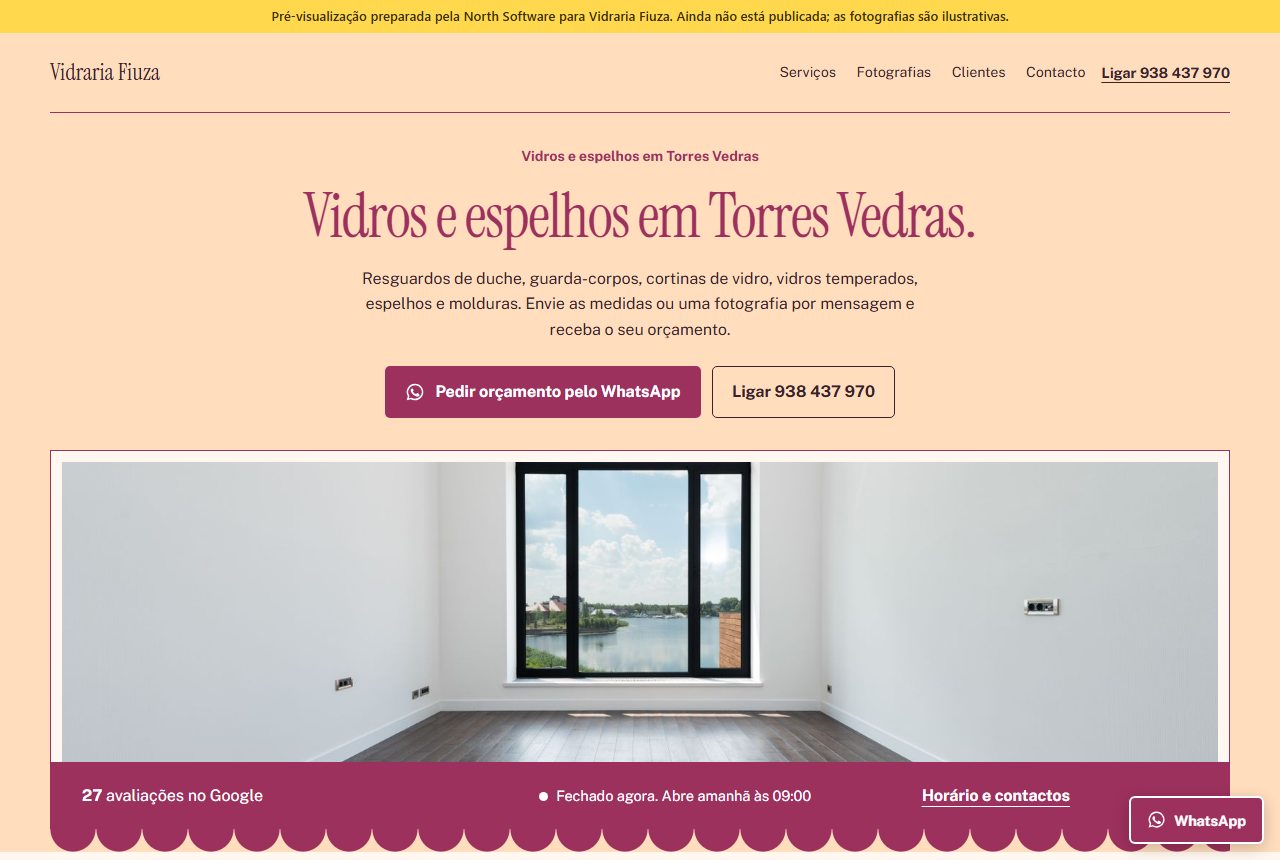 Pré-visualização preparada pela North Software para Vidraria Fiuza. Ainda não está publicada; as fotografias são ilustrativas.
Vidraria Fiuza
Serviços
Fotografias
Clientes
Contacto
Ligar 938 437 970
Vidros e espelhos em Torres Vedras
Vidros e espelhos em Torres Vedras.
Resguardos de duche, guarda-corpos, cortinas de vidro, vidros temperados,
espelhos e molduras. Envie as medidas ou uma fotografia por mensagem e
receba o seu orçamento.
Pedir orçamento pelo WhatsApp
Ligar 938 437 970
27 avaliações no Google
Fechado agora. Abre amanhã às 09:00
Horário e contactos
WhatsApp